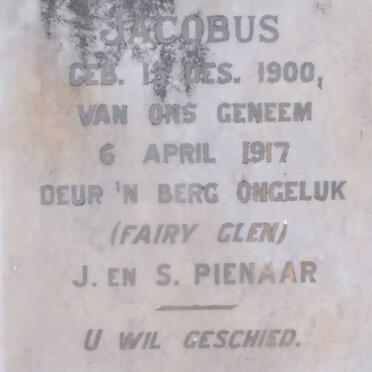 JACOBUS
GEB. 15 DES. 1900,
VAN ONS GENEEM
6 APRIL 1917
DEUR 'N BERG ONGELUK
(FAIRY GLEN)
J. EN S. PIENAAR
U WIL GESCHIED.